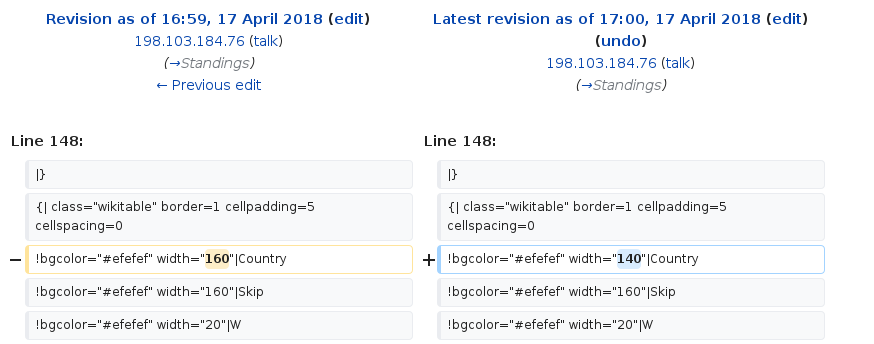 Revision as of 16:59, 17 April 2018 (edit)
198.103.184.76 (talk)
(→Standings)
← Previous edit
Latest revision as of 17:00, 17 April 2018 (edit)
(undo)
198.103.184.76 (talk)
(→Standings)
Line 148:
Line 148:
|}
|}
{| class="wikitable" border=1 cellpadding=5
cellspacing=0
{| class="wikitable" border=1 cellpadding=5
cellspacing=0
− !bgcolor="#efefef" width="160"|Country
+ !bgcolor="#efefef" width="140"|Country
!bgcolor="#efefef" width="160"|Skip
!bgcolor="#efefef" width="160"|Skip
!bgcolor="#efefef" width="20"|W
!bgcolor="#efefef" width="20"|W